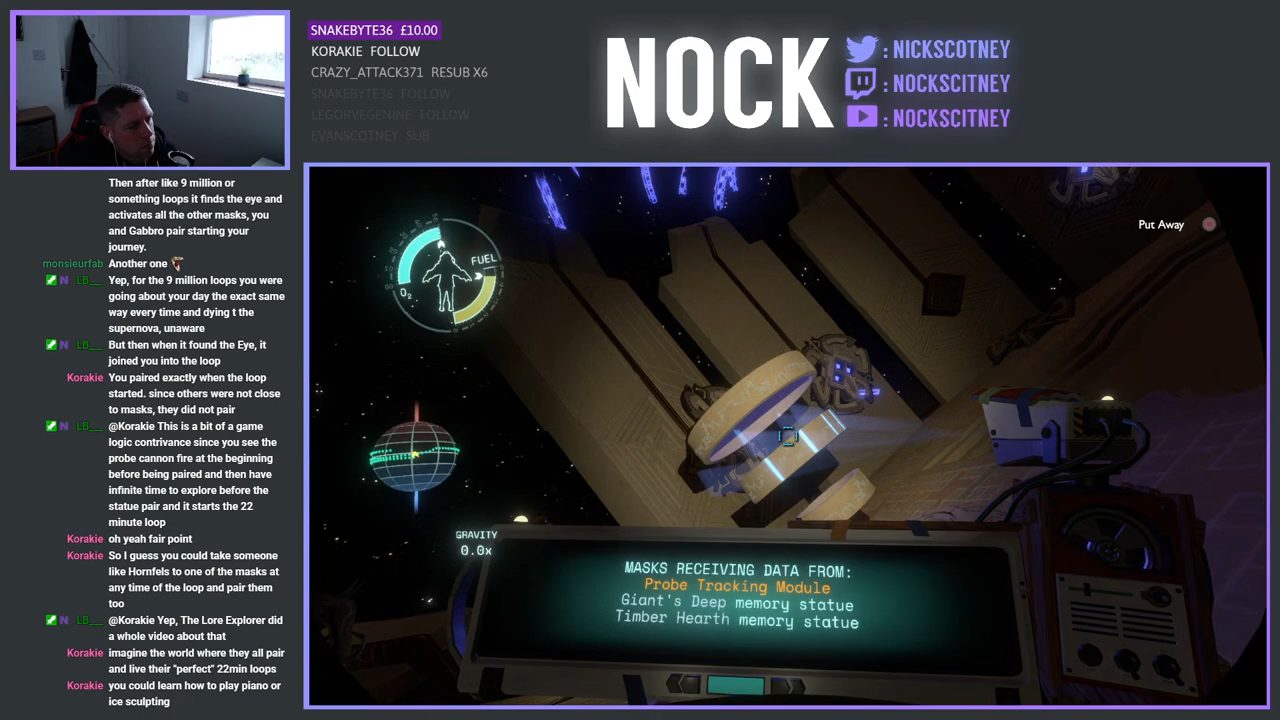 SNAKEBYTE36 £10.00
KORAKIE FOLLOW
CRAZY_ATTACK371 RESUB X6
SNAKEBYTE36 FOLLOW
LEGORVEGENINE FOLLOW
EVANSCOTNEY SUB
NOCK
: NICKSCOTNEY
: NOCKSCITNEY
: NOCKSCITNEY
Then after like 9 million or
something loops it finds the eye and
activates all the other masks, you
and Gabbro pair starting your
journey.
monsieurfab Another one
N LB__ Yep, for the 9 million loops you were
going about your day the exact same
way every time and dying t the
supernova, unaware
N LB__ But then when it found the Eye, it
joined you into the loop
Korakie You paired exactly when the loop
started. since others were not close
to masks, they did not pair
N LB__ @Korakie This is a bit of a game
logic contrivance since you see the
probe cannon fire at the beginning
before being paired and then have
infinite time to explore before the
statue pair and it starts the 22
minute loop
Korakie oh yeah fair point
Korakie So I guess you could take someone
like Hornfels to one of the masks at
any time of the loop and pair them
too
N LB__ @Korakie Yep, The Lore Explorer did
a whole video about that
Korakie imagine the world where they all pair
and live their "perfect" 22min loops
Korakie you could learn how to play piano or
ice sculpting
Put Away
FUEL
O₂
GRAVITY
0.0x
MASKS RECEIVING DATA FROM:
Probe Tracking Module
Giant's Deep memory statue
Timber Hearth memory statue